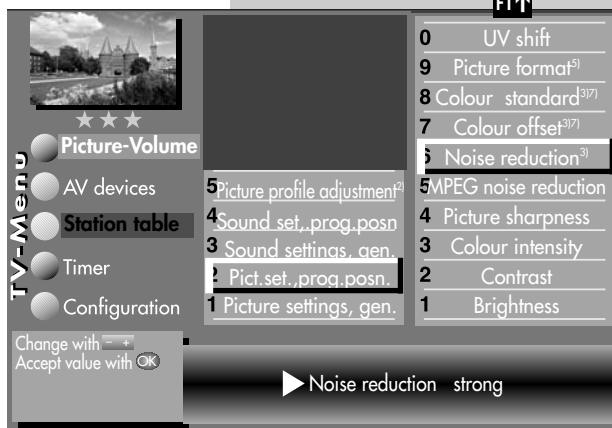 TV-Menu
Picture-Volume
AV devices
Station table
Timer
Configuration
5 Picture profile adjustment2)
4 Sound set,.prog.posn
3 Sound settings, gen.
2 Pict.set.,prog.posn.
1 Picture settings, gen.
0 UV shift
9 Picture format5)
8 Colour standard3)7)
7 Colour offset3)7)
6 Noise reduction3)
5 MPEG noise reduction
4 Picture sharpness
3 Colour intensity
2 Contrast
1 Brightness
Change with − +
Accept value with OK
Noise reduction strong